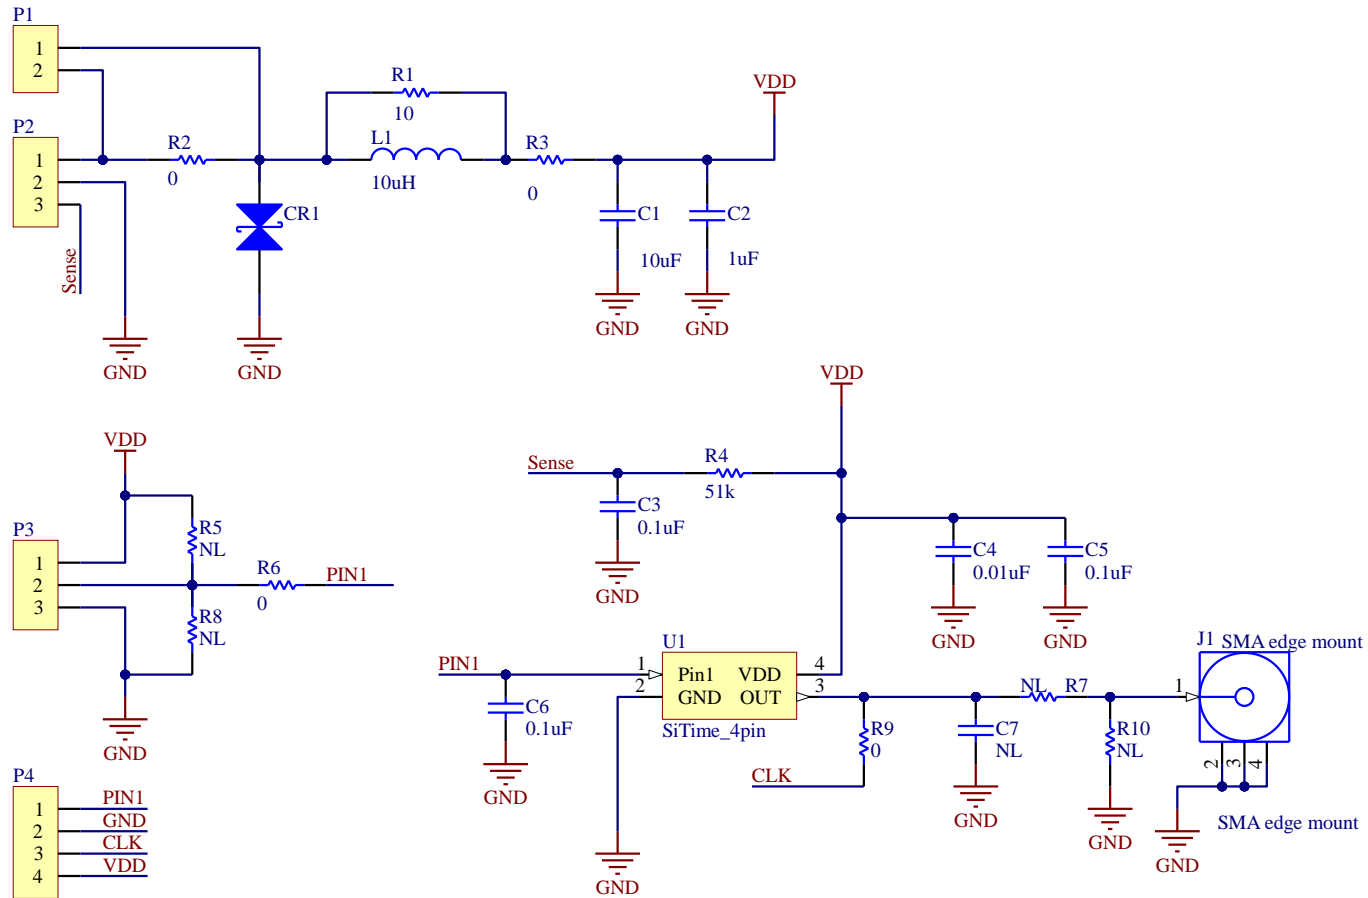 P1
1
2
P2
1
2
3
Sense
GND
R2
0
CR1
GND
R1
10
L1
10uH
R3
0
VDD
C1
10uF
GND
C2
1uF
GND
VDD
P3
1
2
3
R5
NL
R6
0
PIN1
R8
NL
GND
P4
1
2
3
4
PIN1
GND
CLK
VDD
VDD
Sense
R4
51k
C3
0.1uF
GND
C4
0.01uF
GND
C5
0.1uF
GND
PIN1
C6
0.1uF
GND
U1
1
2
Pin1 VDD
GND OUT
4
3
SiTime_4pin
GND
R9
0
CLK
C7
NL
GND
NL R7
R10
NL
GND
J1 SMA edge mount
1
2
3
4
SMA edge mount
GND